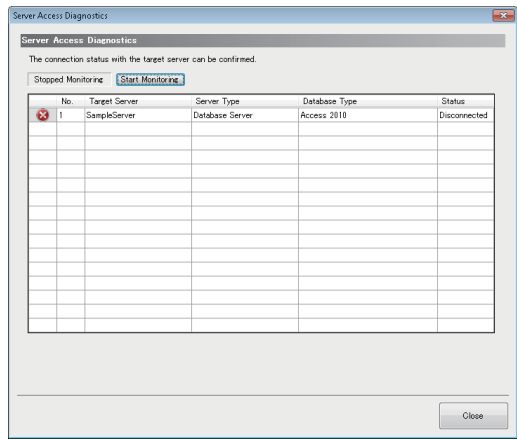 Server Access Diagnostics
Server Access Diagnostics
The connection status with the target server can be confirmed.
Stopped Monitoring Start Monitoring
No. Target Server Server Type Database Type Status
1 SampleServer Database Server Access 2010 Disconnected
Close